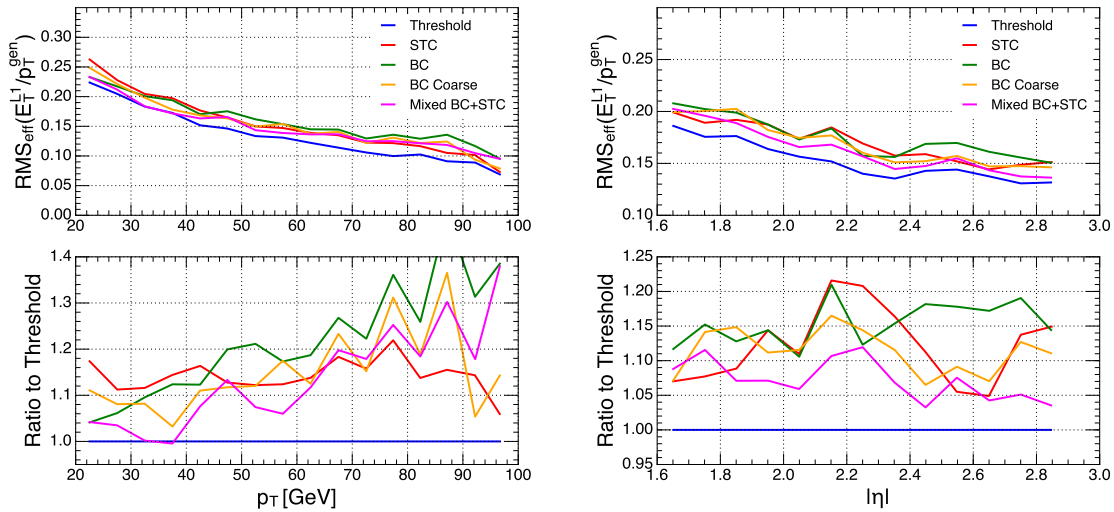 RMS_eff(E_T^L1/p_T^gen)
0.30
0.25
0.20
0.15
0.10
0.05
0.00
20 30 40 50 60 70 80 90 100
Threshold
STC
BC
BC Coarse
Mixed BC+STC
Ratio to Threshold
1.4
1.3
1.2
1.1
1.0
20 30 40 50 60 70 80 90 100
p_T [GeV]
RMS_eff(E_T^L1/p_T^gen)
0.25
0.20
0.15
0.10
1.6 1.8 2.0 2.2 2.4 2.6 2.8 3.0
Threshold
STC
BC
BC Coarse
Mixed BC+STC
Ratio to Threshold
1.25
1.20
1.15
1.10
1.05
1.00
0.95
1.6 1.8 2.0 2.2 2.4 2.6 2.8 3.0
|η|